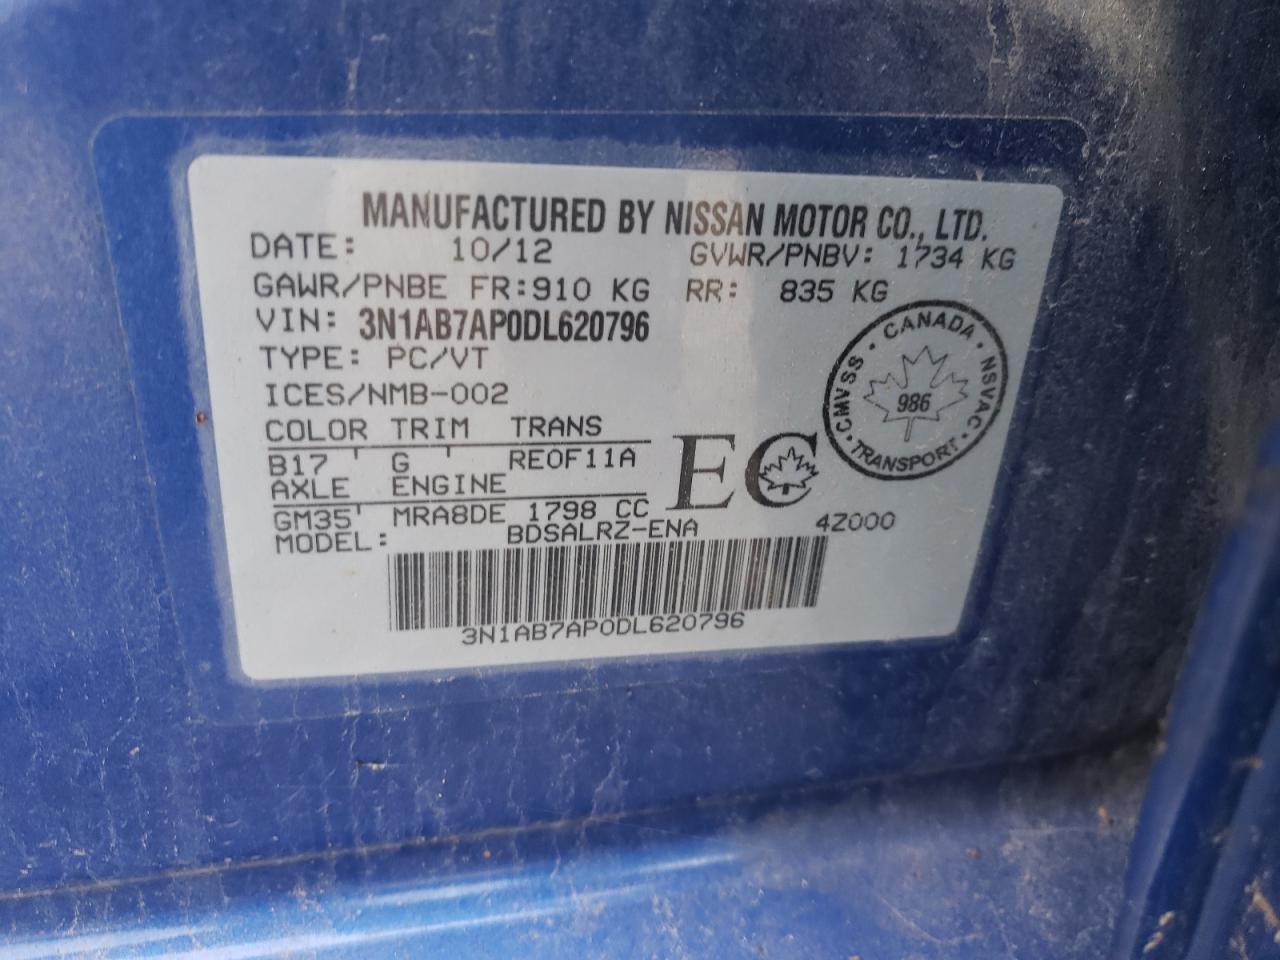 MANUFACTURED BY NISSAN MOTOR CO., LTD.
DATE: 10/12 GVWR/PNBV: 1734 KG
GAWR/PNBE FR:910 KG RR: 835 KG
VIN: 3N1AB7AP0DL620796
TYPE: PC/VT
ICES/NMB-002
COLOR TRIM TRANS
B17 ' G ' RE0F11A
AXLE ENGINE
GM35' MRA8DE 1798 CC
MODEL: BDSALRZ-ENA 4Z000
EC
CMVSS · CANADA · NSVAC · TRANSPORT ·
986
3N1AB7AP0DL620796